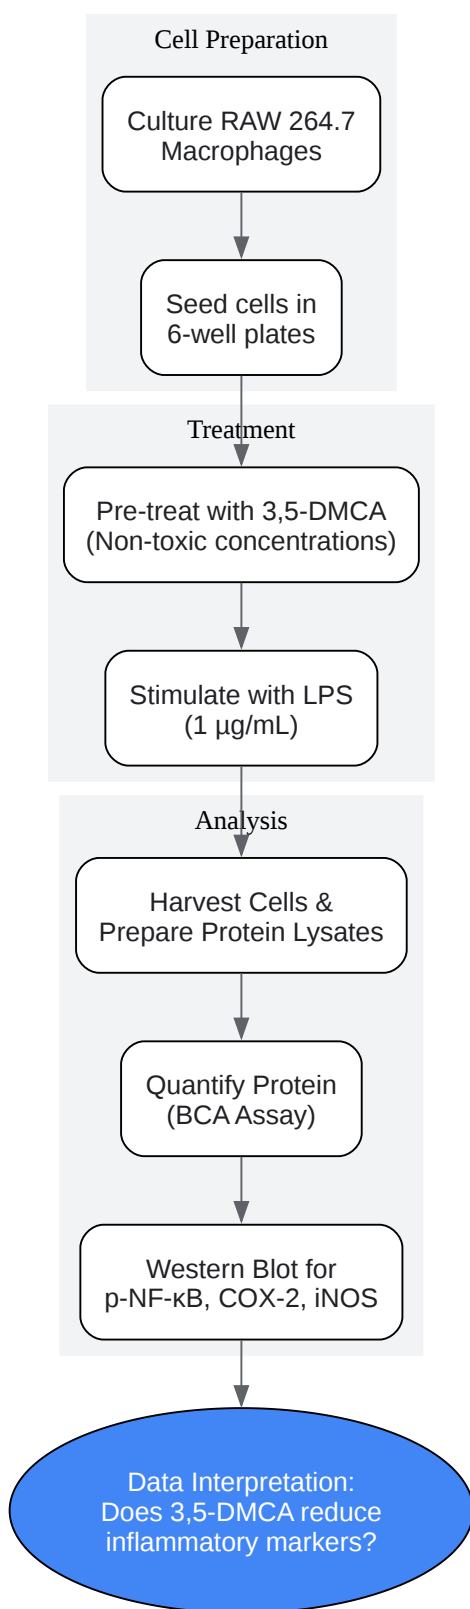 Cell Preparation
Culture RAW 264.7
Macrophages
Seed cells in
6-well plates
Treatment
Pre-treat with 3,5-DMCA
(Non-toxic concentrations)
Stimulate with LPS
(1 µg/mL)
Analysis
Harvest Cells &
Prepare Protein Lysates
Quantify Protein
(BCA Assay)
Western Blot for
p-NF-κB, COX-2, iNOS
Data Interpretation:
Does 3,5-DMCA reduce
inflammatory markers?